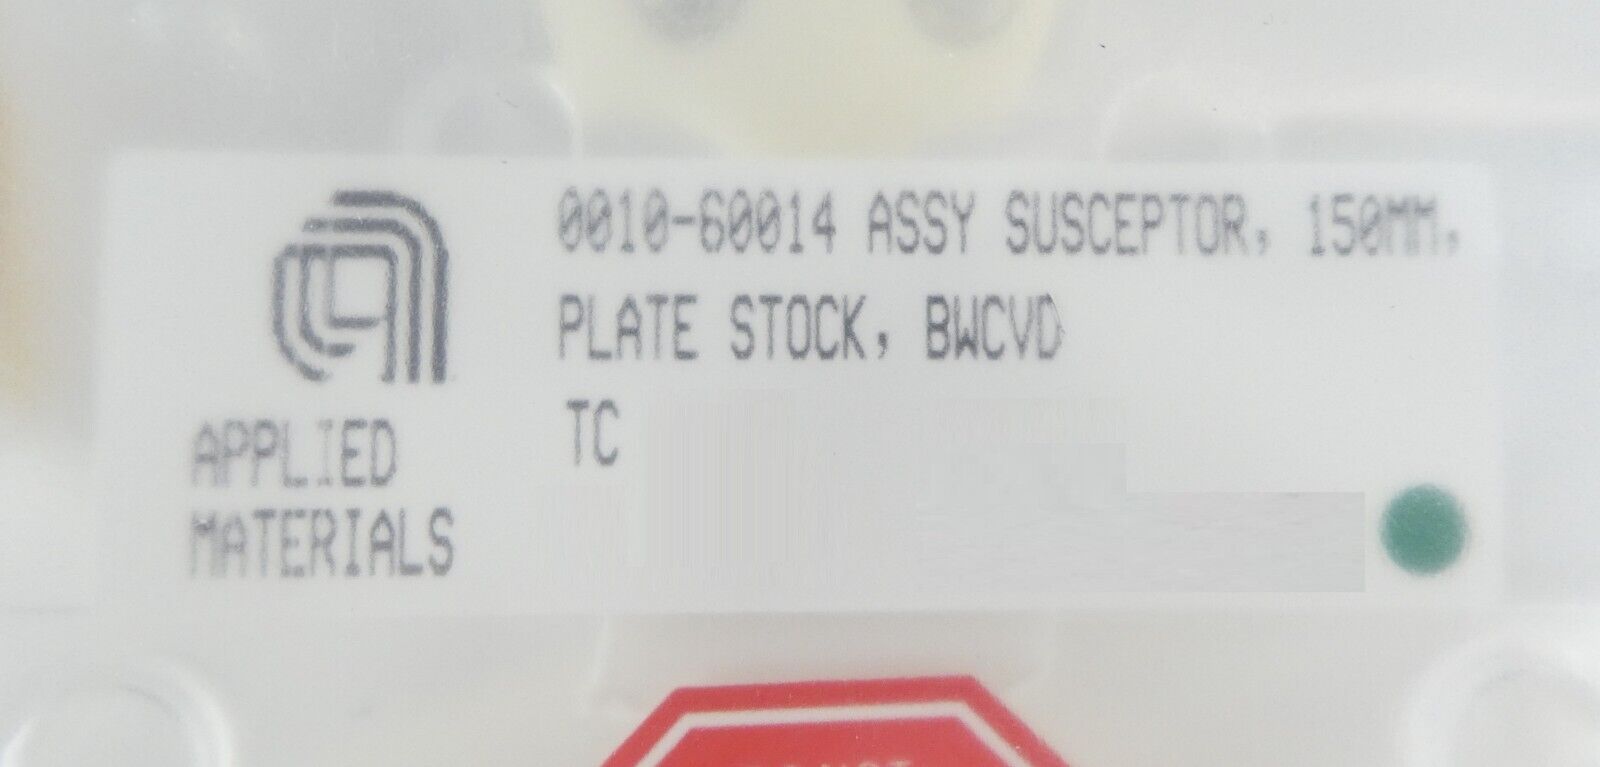 0010-60014 ASSY SUSCEPTOR, 150MM,
PLATE STOCK, BWCVD
TC
APPLIED
MATERIALS